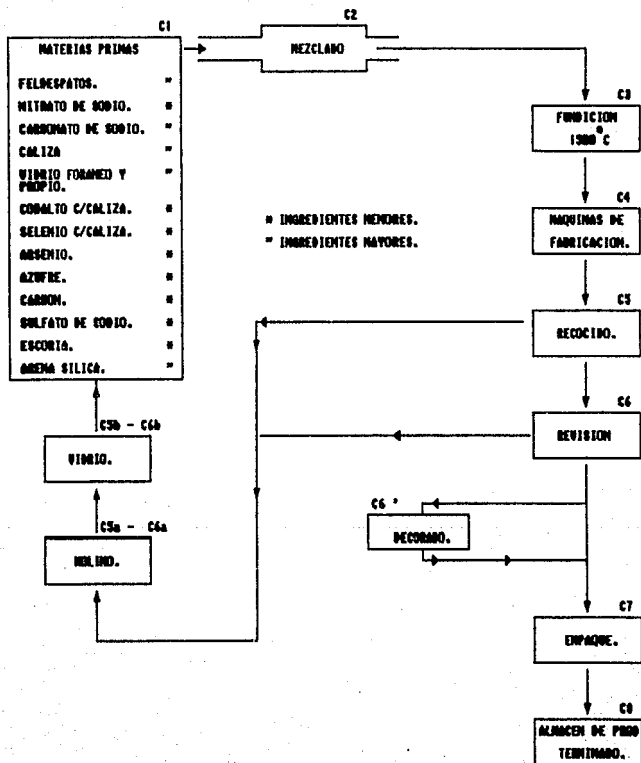 C1
MATERIAS PRIMAS
FELDESPATOS. "
NITRATO DE SODIO. *
CARBONATO DE SODIO. "
CALIZA "
VIDRIO FORANEO Y "
PROPIO.
COBALTO C/CALIZA. *
SELENIO C/CALIZA. *
ARSENIO. *
AZUFRE. *
CARBON. *
SULFATO DE SODIO. *
ESCORIA. *
ARENA SILICA. "
C2
MEZCLADO
C3
FUNDICION
1500°C
* INGREDIENTES MENORES.
" INGREDIENTES MAYORES.
C4
MAQUINAS DE
FABRICACION.
C5
RECOCIDO.
C6
REVISION
C5b - C6b
VIDRIO.
C5a - C6a
MOLINO.
C6 '
DECORADO.
C7
EMPAQUE.
C8
ALMACEN DE PROD
TERMINADO.